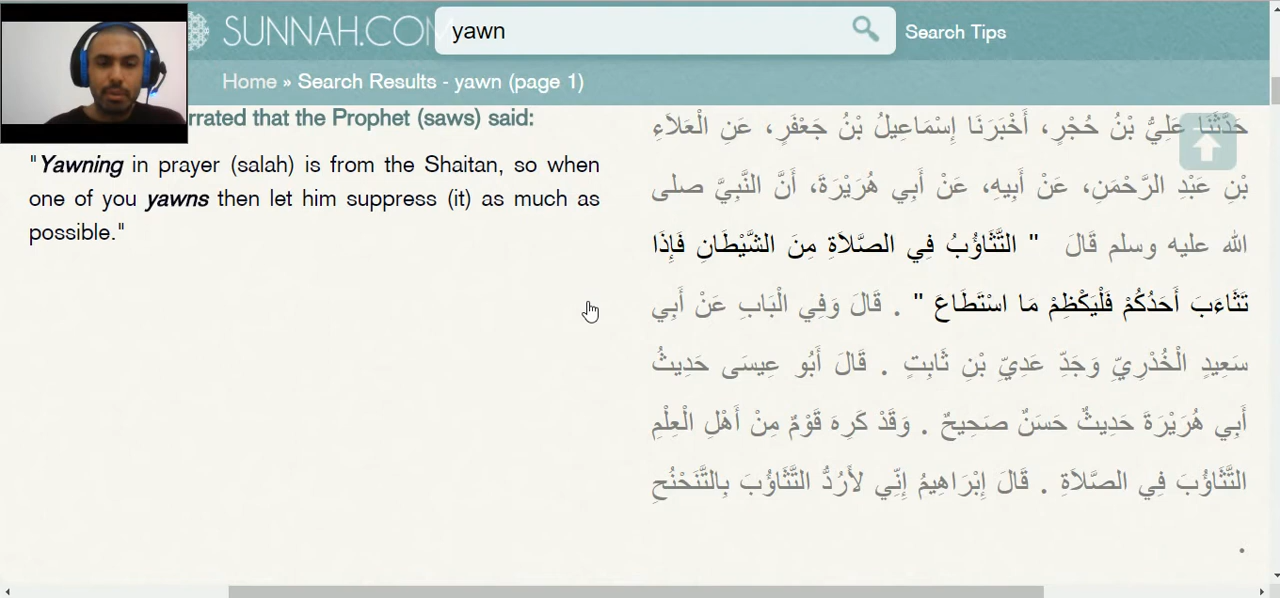 SUNNAH.CO
yawn
Search Tips
Home » Search Results - yawn (page 1)
that the Prophet (saws) said:
"Yawning in prayer (salah) is from the Shaitan, so when
one of you yawns then let him suppress (it) as much as
possible."
حَدَّثَنَا عَلِيُّ بْنُ حُجْرٍ، أَخْبَرَنَا إِسْمَاعِيلُ بْنُ جَعْفَرٍ، عَنِ الْعَلاَءِ
بْنِ عَبْدِ الرَّحْمَنِ، عَنْ أَبِيهِ، عَنْ أَبِي هُرَيْرَةَ، أَنَّ النَّبِيَّ صلى
الله عليه وسلم قَالَ " التَّثَاؤُبُ فِي الصَّلاَةِ مِنَ الشَّيْطَانِ فَإِذَا
تَثَاءَبَ أَحَدُكُمْ فَلْيَكْظِمْ مَا اسْتَطَاعَ " . قَالَ وَفِي الْبَابِ عَنْ أَبِي
سَعِيدٍ الْخُدْرِيِّ وَجَدِّ عَدِيِّ بْنِ ثَابِتٍ . قَالَ أَبُو عِيسَى حَدِيثُ
أَبِي هُرَيْرَةَ حَدِيثٌ حَسَنٌ صَحِيحٌ . وَقَدْ كَرِهَ قَوْمٌ مِنْ أَهْلِ الْعِلْمِ
التَّثَاؤُبَ فِي الصَّلاَةِ . قَالَ إِبْرَاهِيمُ إِنِّي لأَرُدُّ التَّثَاؤُبَ بِالتَّنَحْنُحِ
.